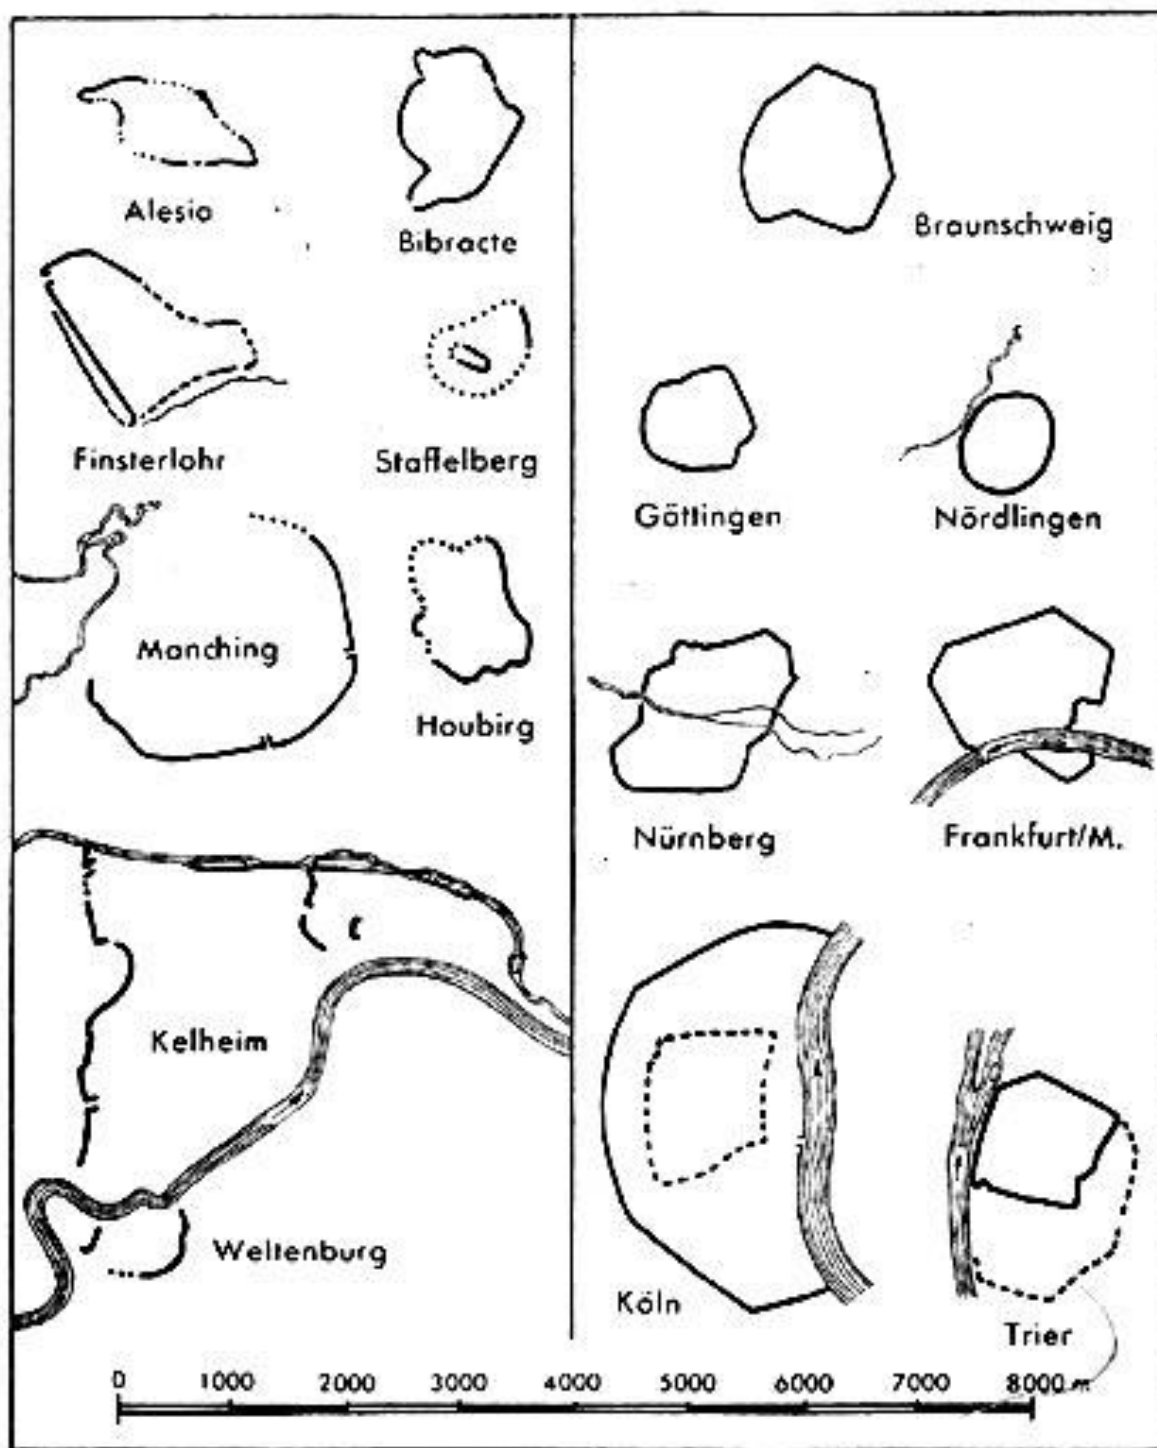 Alesia
Bibracte
Braunschweig
Finsterlohr
Staffelberg
Göttingen
Nördlingen
Manching
Houbirg
Nürnberg
Frankfurt/M.
Kelheim
Weltenburg
Köln
Trier
0 1000 2000 3000 4000 5000 6000 7000 8000 m